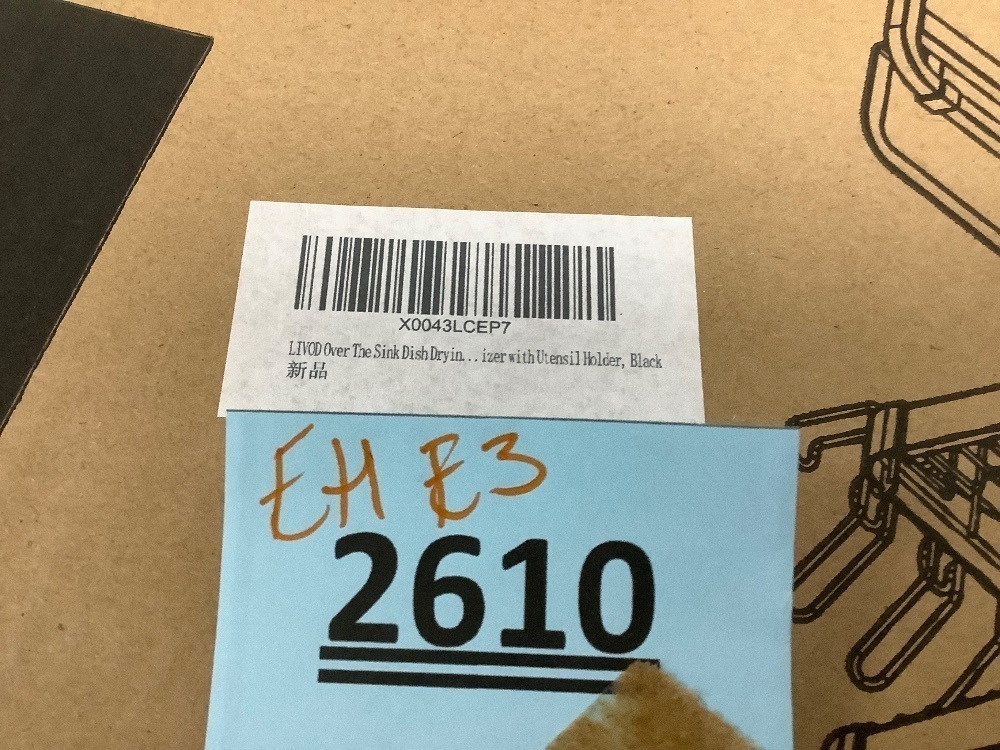 X0043LCEP7
LIVOD Over The Sink Dish Dryin... izer with Utensil Holder, Black
新品
EH E3
2610